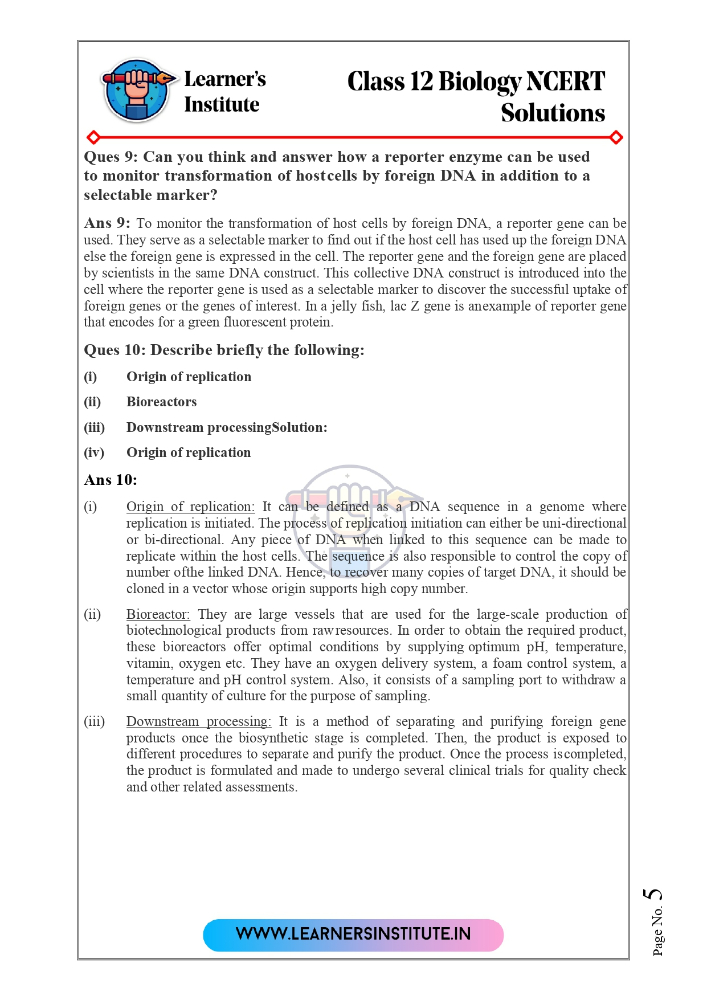 Learner's
Institute
Class 12 Biology NCERT
Solutions
Ques 9: Can you think and answer how a reporter enzyme can be used
to monitor transformation of hostcells by foreign DNA in addition to a
selectable marker?
Ans 9: To monitor the transformation of host cells by foreign DNA, a reporter gene can be
used. They serve as a selectable marker to find out if the host cell has used up the foreign DNA
else the foreign gene is expressed in the cell. The reporter gene and the foreign gene are placed
by scientists in the same DNA construct. This collective DNA construct is introduced into the
cell where the reporter gene is used as a selectable marker to discover the successful uptake of
foreign genes or the genes of interest. In a jelly fish, lac Z gene is anexample of reporter gene
that encodes for a green fluorescent protein.
Ques 10: Describe briefly the following:
(i) Origin of replication
(ii) Bioreactors
(iii) Downstream processingSolution:
(iv) Origin of replication
Ans 10:
(i) Origin of replication: It can be defined as a DNA sequence in a genome where
replication is initiated. The process of replication initiation can either be uni-directional
or bi-directional. Any piece of DNA when linked to this sequence can be made to
replicate within the host cells. The sequence is also responsible to control the copy of
number ofthe linked DNA. Hence, to recover many copies of target DNA, it should be
cloned in a vector whose origin supports high copy number.
(ii) Bioreactor: They are large vessels that are used for the large-scale production of
biotechnological products from rawresources. In order to obtain the required product,
these bioreactors offer optimal conditions by supplying optimum pH, temperature,
vitamin, oxygen etc. They have an oxygen delivery system, a foam control system, a
temperature and pH control system. Also, it consists of a sampling port to withdraw a
small quantity of culture for the purpose of sampling.
(iii) Downstream processing: It is a method of separating and purifying foreign gene
products once the biosynthetic stage is completed. Then, the product is exposed to
different procedures to separate and purify the product. Once the process iscompleted,
the product is formulated and made to undergo several clinical trials for quality check
and other related assessments.
Page No. 5
WWW.LEARNERSINSTITUTE.IN